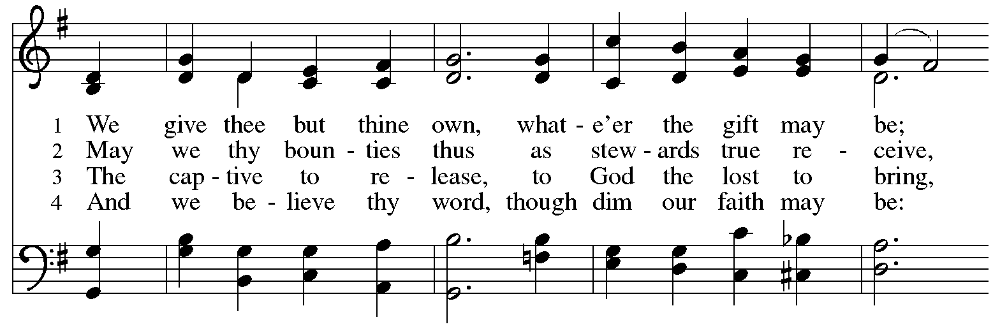 1 We give thee but thine own, what - e’er the gift may be;
2 May we thy boun - ties thus as stew - ards true re - ceive,
3 The cap - tive to re - lease, to God the lost to bring,
4 And we be - lieve thy word, though dim our faith may be: